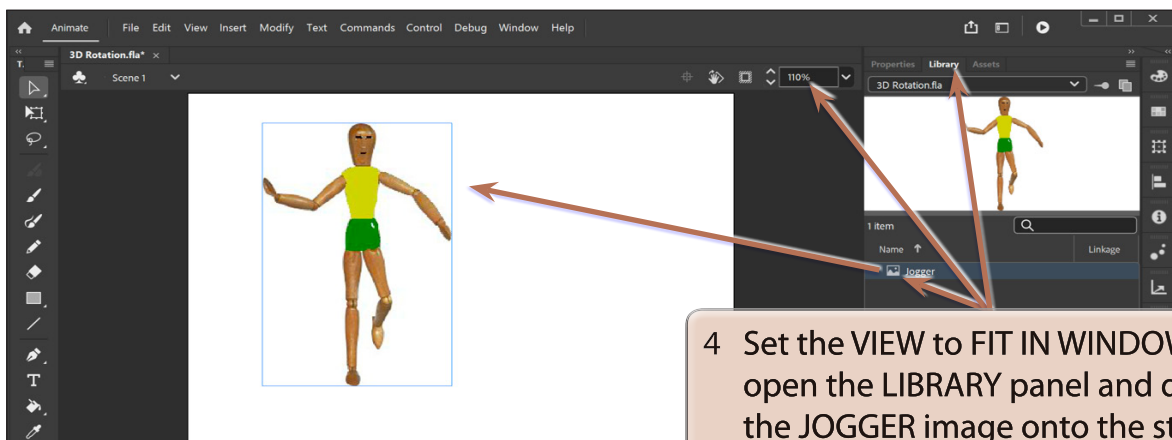 Animate File Edit View Insert Modify Text Commands Control Debug Window Help
3D Rotation.fla* ×
T.
Scene 1
110%
Properties Library Assets
3D Rotation.fla
1 item
Name ↑ Linkage
Jogger
4 Set the VIEW to FIT IN WINDOW
open the LIBRARY panel and
the JOGGER image onto the